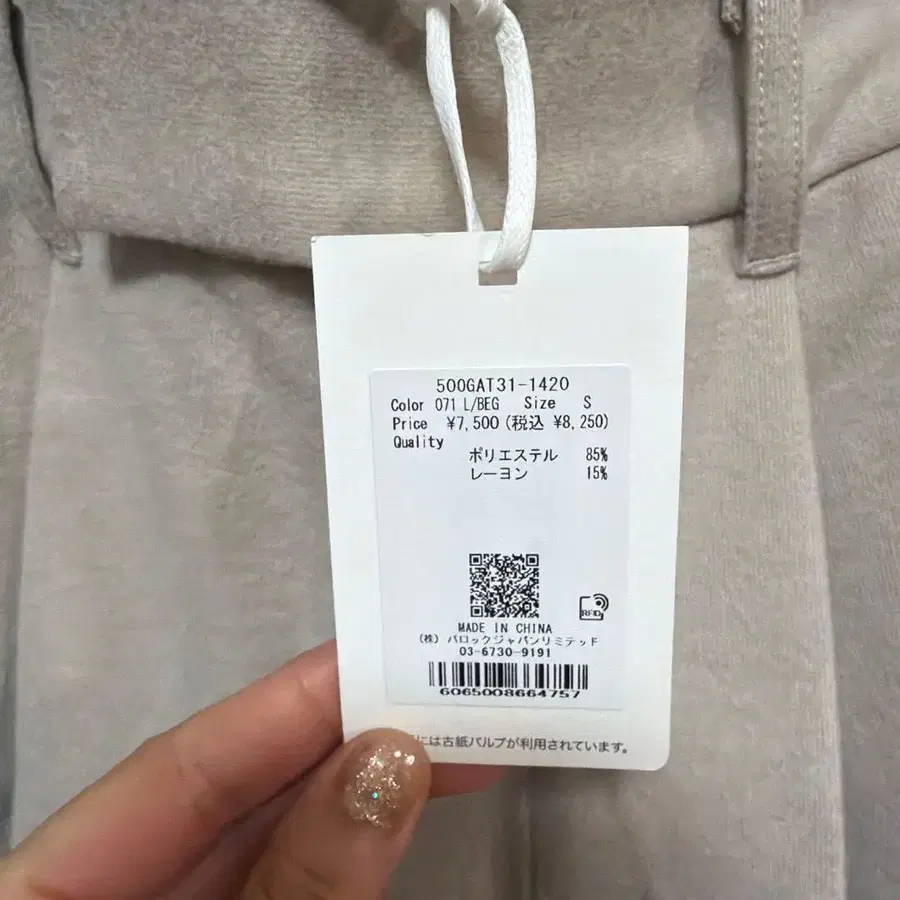 500GAT31-1420
Color 071 L/BEG Size S
Price ¥7,500(税込 ¥8,250)
Quality
ポリエステル 85%
レーヨン 15%
RFID
MADE IN CHINA
(株) バロックジャパンリミテッド
03-6730-9191
6065008664757
には古紙パルプが利用されています。